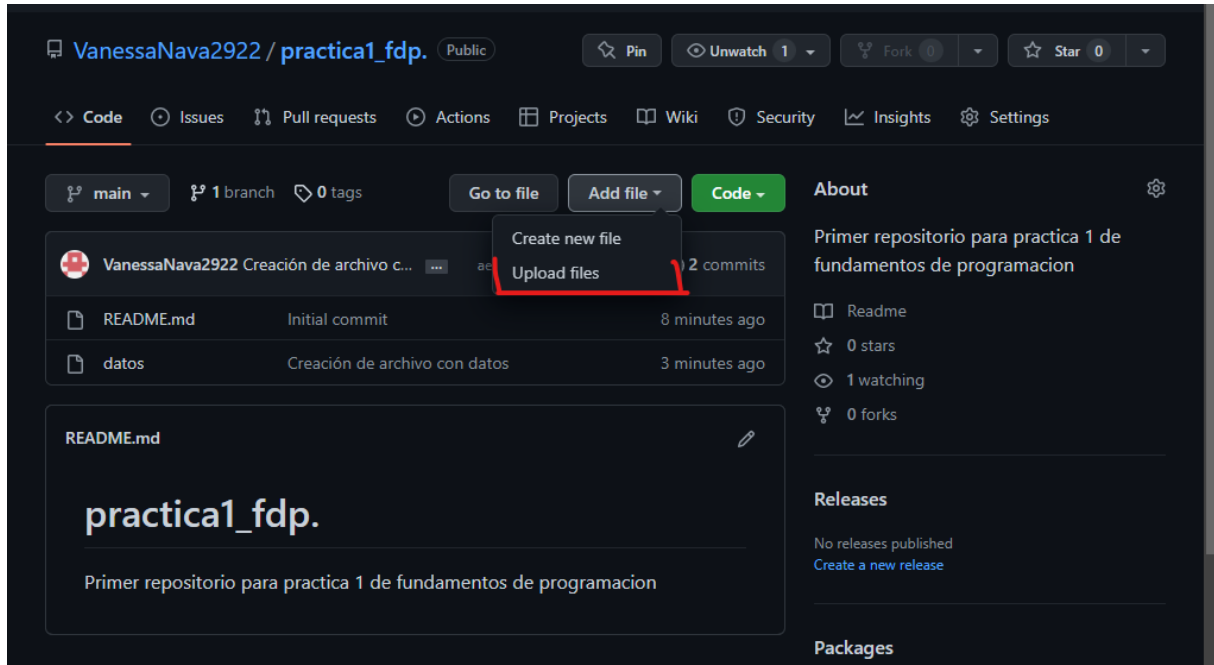 VanessaNava2922 / practica1_fdp. Public
Pin
Unwatch 1
Fork 0
Star 0
Code
Issues
Pull requests
Actions
Projects
Wiki
Security
Insights
Settings
main
1 branch
0 tags
Go to file
Add file
Code
Create new file
Upload files
VanessaNava2922 Creación de archivo c... ...
ae
2 commits
README.md Initial commit 8 minutes ago
datos Creación de archivo con datos 3 minutes ago
README.md
practica1_fdp.
Primer repositorio para practica 1 de fundamentos de programacion
About
Primer repositorio para practica 1 de
fundamentos de programacion
Readme
0 stars
1 watching
0 forks
Releases
No releases published
Create a new release
Packages